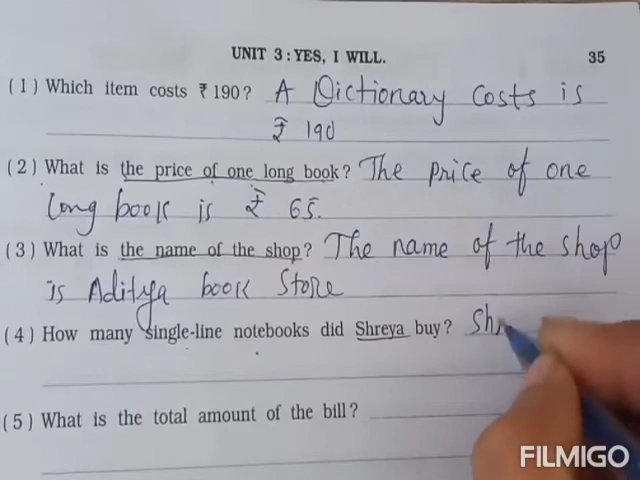 UNIT 3 : YES, I WILL. 35
(1) Which item costs ₹ 190? A Dictionary costs is
₹ 190
(2) What is the price of one long book? The price of one
long book is ₹ 65.
(3) What is the name of the shop? The name of the shop
is Aditya book Store
(4) How many single-line notebooks did Shreya buy? Sh
(5) What is the total amount of the bill?
FILMIGO